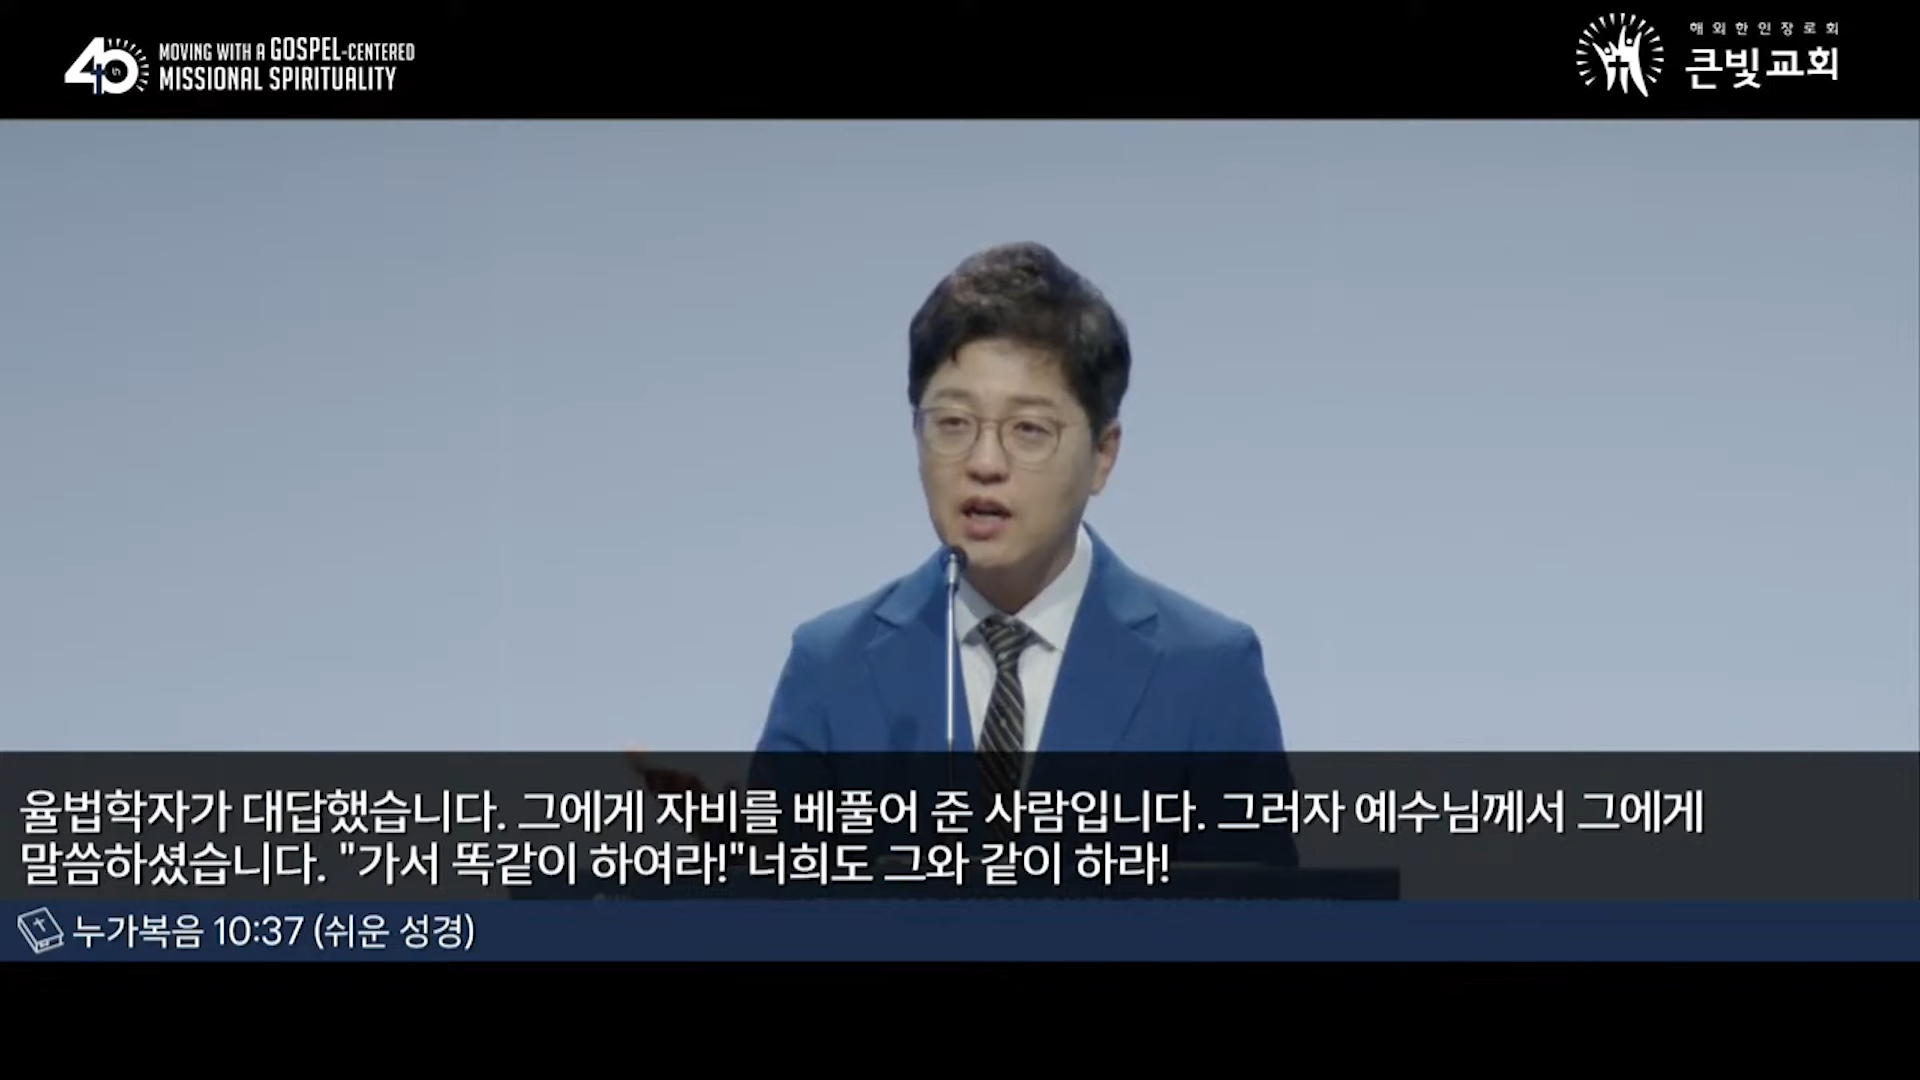 40th
MOVING WITH A GOSPEL-CENTERED
MISSIONAL SPIRITUALITY
해외한인장로회
큰빛교회
율법학자가 대답했습니다. 그에게 자비를 베풀어 준 사람입니다. 그러자 예수님께서 그에게
말씀하셨습니다. "가서 똑같이 하여라!"너희도 그와 같이 하라!
누가복음 10:37 (쉬운 성경)